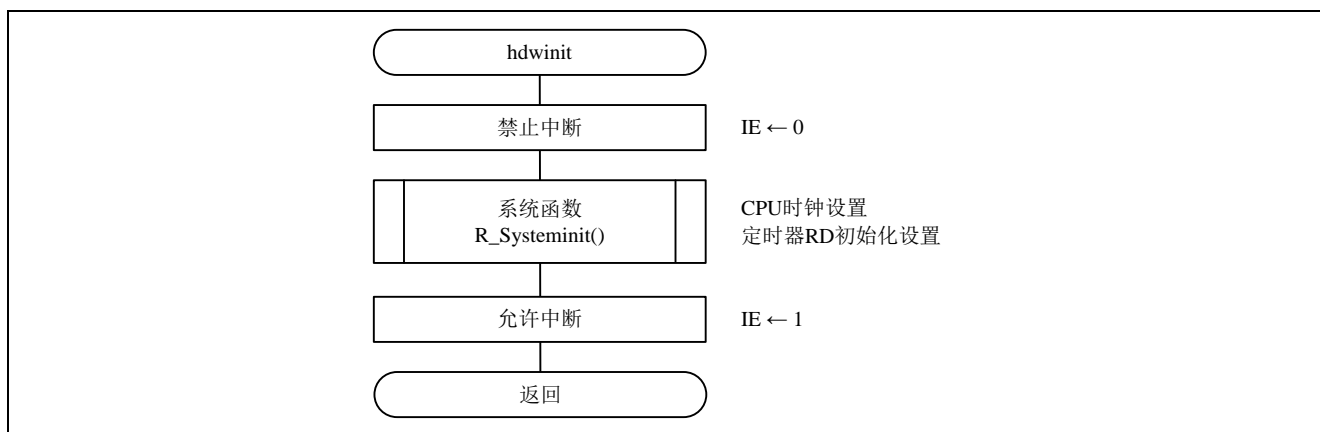 hdwinit
禁止中断
IE ← 0
系统函数
R_Systeminit()
CPU时钟设置
定时器RD初始化设置
允许中断
IE ← 1
返回